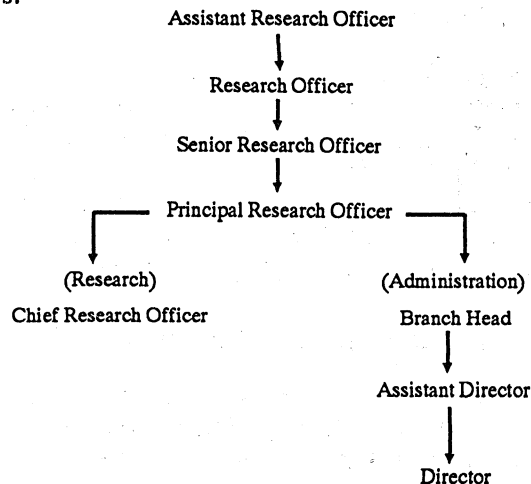 Assistant Research Officer
Research Officer
Senior Research Officer
Principal Research Officer
(Research)
Chief Research Officer
(Administration)
Branch Head
Assistant Director
Director